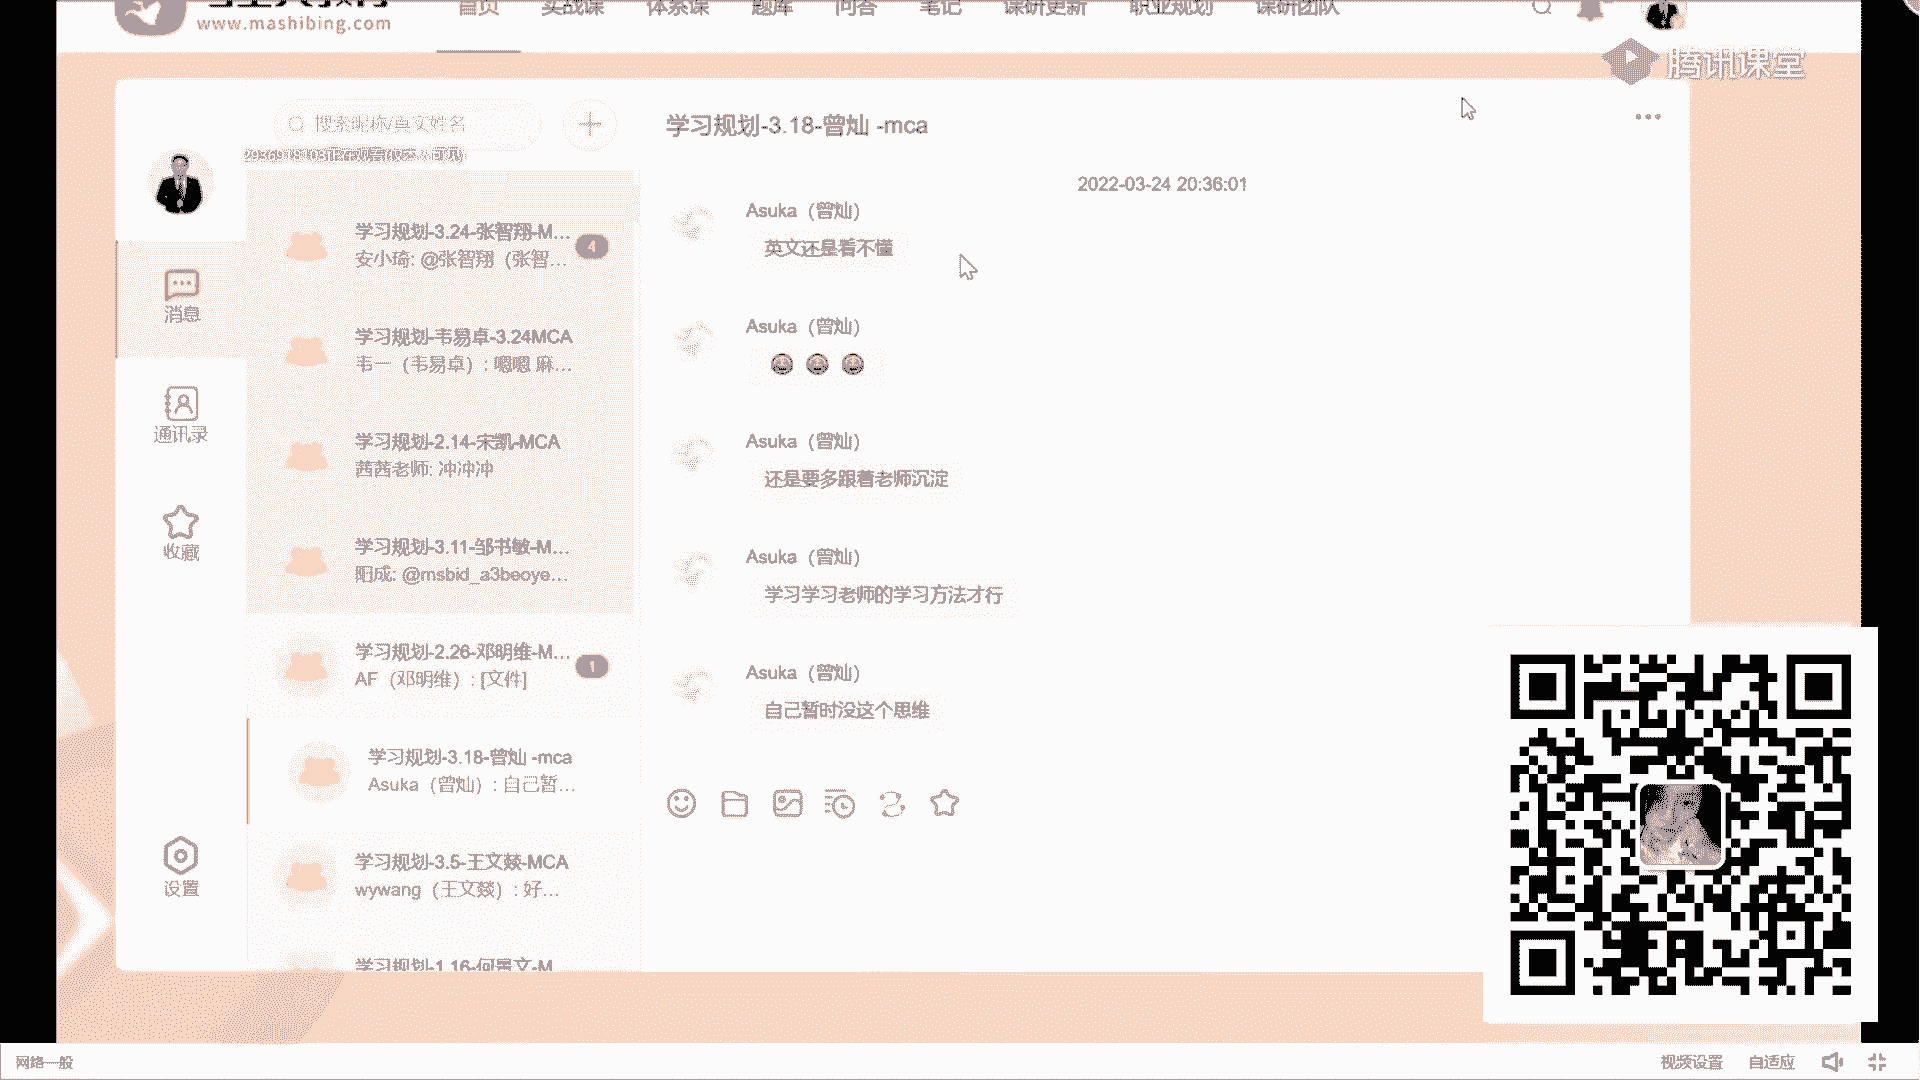 www.mashibing.com
首页 实战课 体系课 题库 问答 笔记 课研更新 职业规划 课研团队
腾讯课堂
搜索昵称/真实姓名
学习规划-3.18-曾灿 -mca
2022-03-24 20:36:01
消息
通讯录
收藏
设置
学习规划-3.24-张智翔-M...
4
安小琦: @张智翔（张智...
学习规划-韦易卓-3.24MCA
韦一（韦易卓）: 嗯嗯 麻...
学习规划-2.14-宋凯-MCA
茜茜老师: 冲冲冲
学习规划-3.11-邹书敏-M...
阳成: @msbid_a3beoye...
学习规划-2.26-邓明维-M...
1
AF（邓明维）: [文件]
学习规划-3.18-曾灿 -mca
Asuka（曾灿）: 自己暂...
学习规划-3.5-王文燚-MCA
wywang（王文燚）: 好...
学习规划-1.16-何景文-M
Asuka（曾灿）
英文还是看不懂
Asuka（曾灿）
Asuka（曾灿）
还是要多跟着老师沉淀
Asuka（曾灿）
学习学习老师的学习方法才行
Asuka（曾灿）
自己暂时没这个思维
网络一般
视频设置 自适应